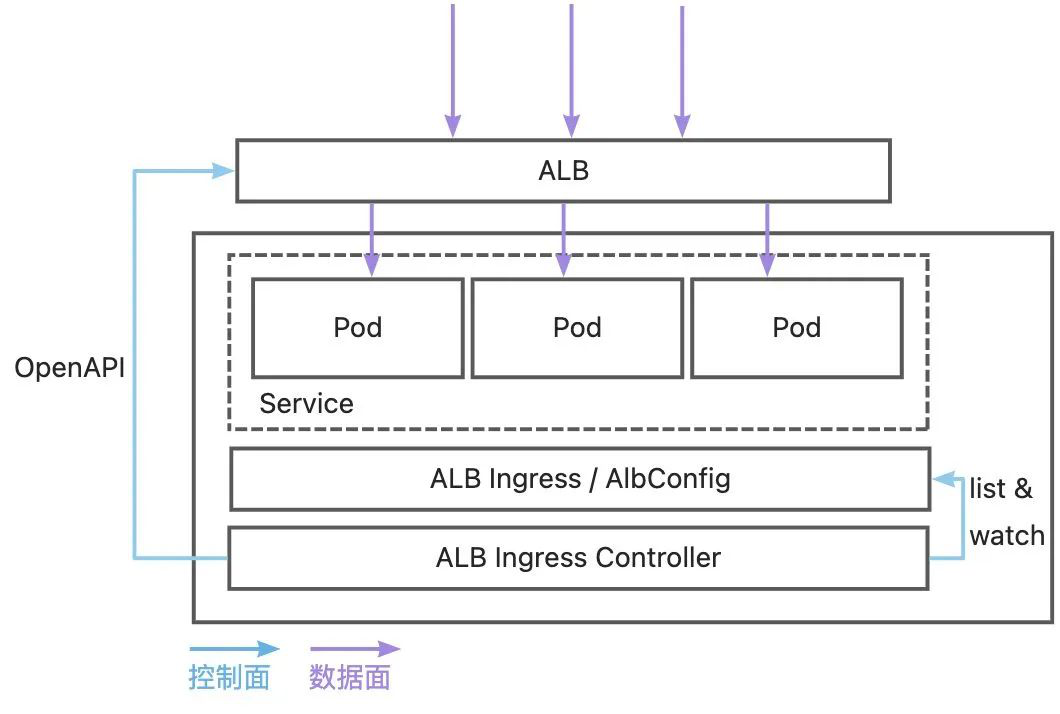 ALB
Pod Pod Pod
OpenAPI
Service
ALB Ingress / AlbConfig
list &
watch
ALB Ingress Controller
控制面 数据面